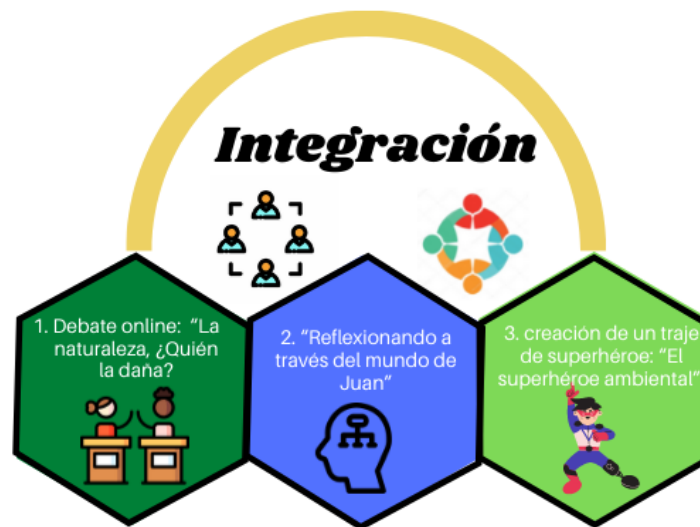 Integración
1. Debate online: “La
naturaleza, ¿Quién
la daña?
2. “Reflexionando a
través del mundo de
Juan”
3. creación de un traje
de superhéroe: “El
superhéroe ambiental”